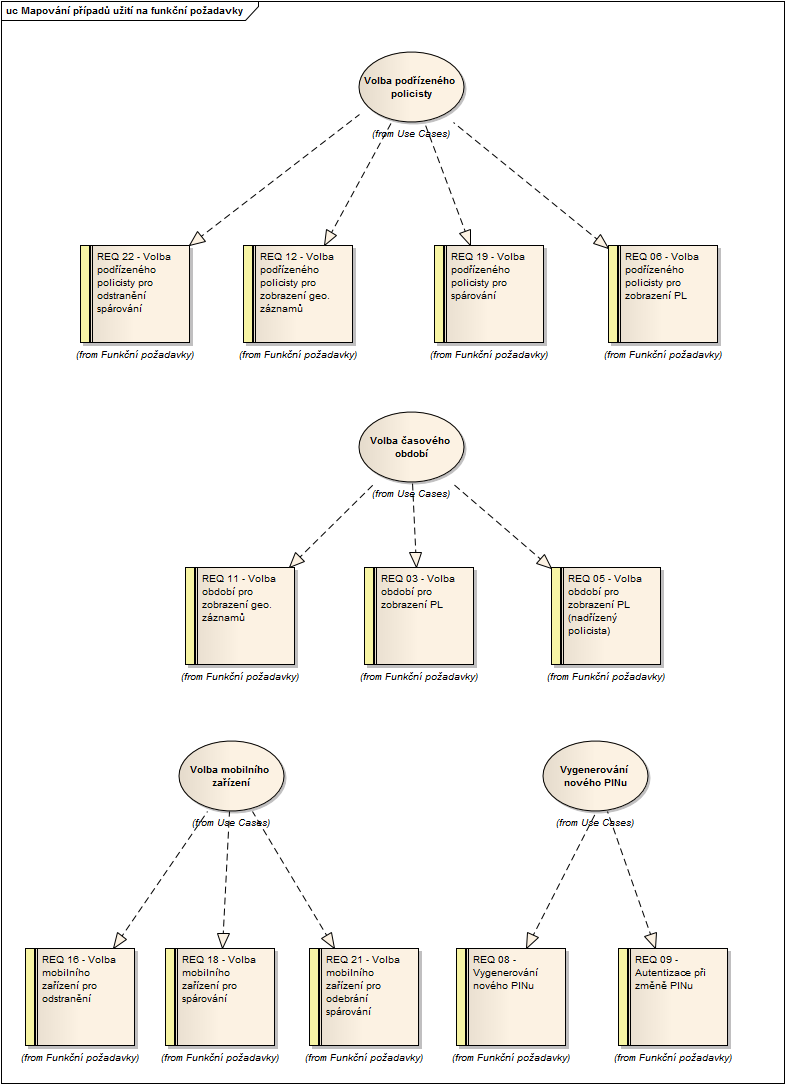 uc Mapování případů užití na funkční požadavky
Volba podřízeného
policisty
(from Use Cases)
REQ 22 - Volba
podřízeného
policisty pro
odstranění
spárování
(from Funkční požadavky)
REQ 12 - Volba
podřízeného
policisty pro
zobrazení geo.
záznamů
(from Funkční požadavky)
REQ 19 - Volba
podřízeného
policisty pro
spárování
(from Funkční požadavky)
REQ 06 - Volba
podřízeného
policisty pro
zobrazení PL
(from Funkční požadavky)
Volba časového
období
(from Use Cases)
REQ 11 - Volba
období pro
zobrazení geo.
záznamů
(from Funkční požadavky)
REQ 03 - Volba
období pro
zobrazení PL
(from Funkční požadavky)
REQ 05 - Volba
období pro
zobrazení PL
(nadřízený
policista)
(from Funkční požadavky)
Volba mobilního
zařízení
(from Use Cases)
REQ 16 - Volba
mobilního
zařízení pro
odstranění
(from Funkční požadavky)
REQ 18 - Volba
mobilního
zařízení pro
spárování
(from Funkční požadavky)
REQ 21 - Volba
mobilního
zařízení pro
odebrání
spárování
(from Funkční požadavky)
Vygenerování
nového PINu
(from Use Cases)
REQ 08 -
Vygenerování
nového PINu
(from Funkční požadavky)
REQ 09 -
Autentizace při
změně PINu
(from Funkční požadavky)